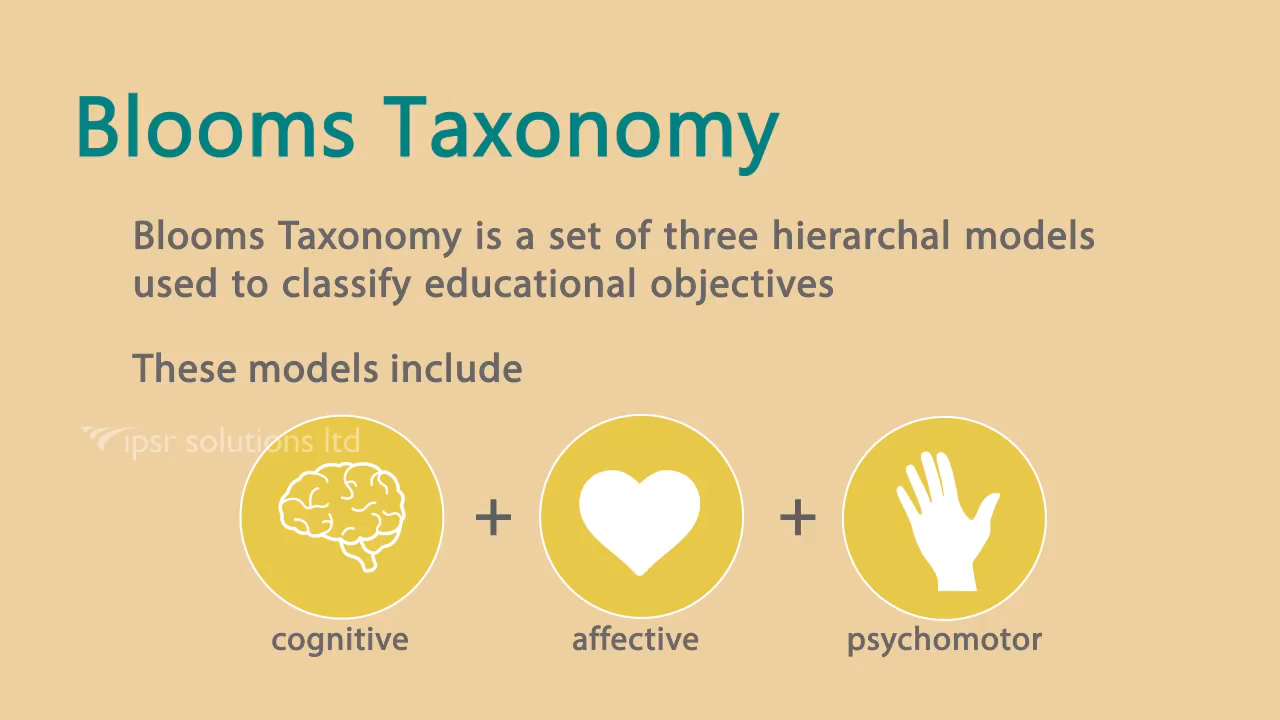 Blooms Taxonomy
Blooms Taxonomy is a set of three hierarchal models
used to classify educational objectives
These models include
ipsr solutions ltd
+ +
cognitive affective psychomotor